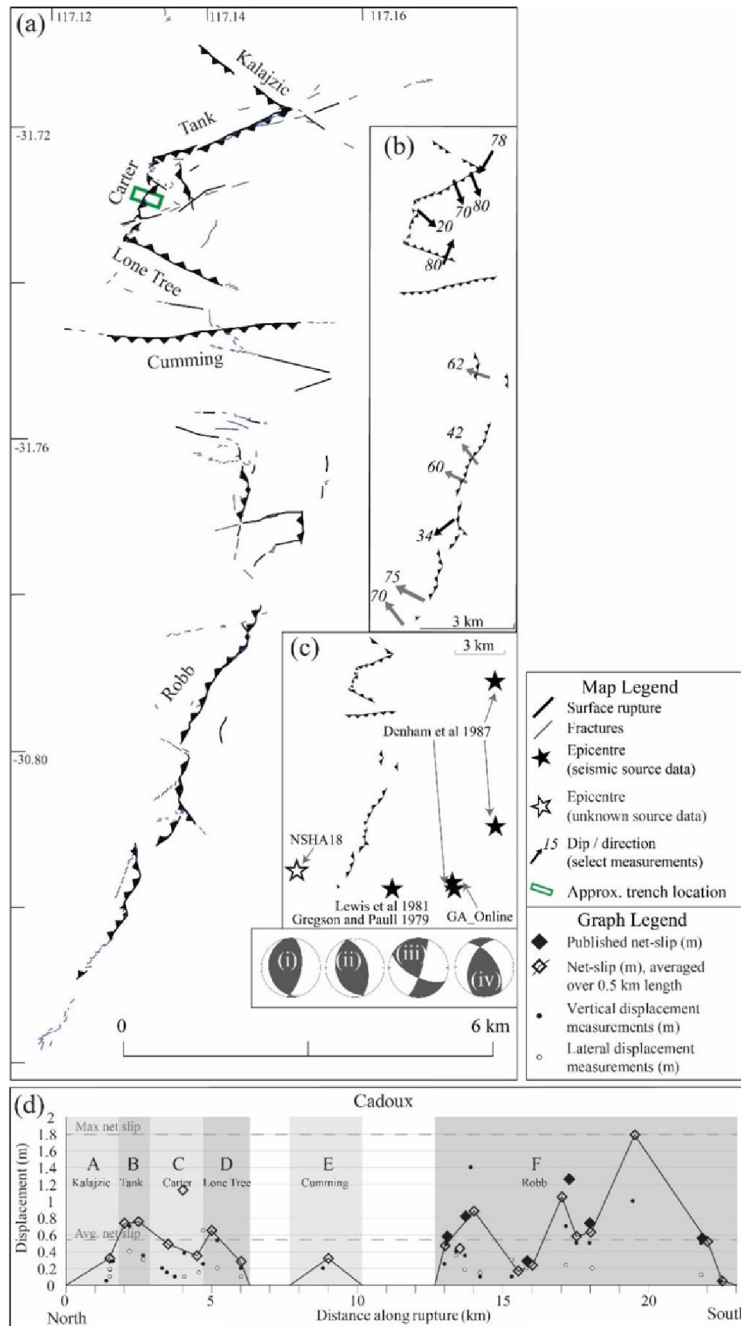 (a)
117.12
117.14
117.16
Kalajzic
Tank
-31.72
Carter
Lone Tree
Cumming
-31.76
Robb
-30.80
0
6 km
(b)
78
70
80
20
80
62
42
60
34
75
70
3 km
(c)
3 km
Denham et al 1987
NSHA18
Lewis et al 1981
Gregson and Paull 1979
GA_Online
(i)
(ii)
(iii)
(iv)
Map Legend
Surface rupture
Fractures
Epicentre
(seismic source data)
Epicentre
(unknown source data)
15
Dip / direction
(select measurements)
Approx. trench location
Graph Legend
Published net-slip (m)
Net-slip (m), averaged
over 0.5 km length
Vertical displacement
measurements (m)
Lateral displacement
measurements (m)
(d)
Cadoux
Displacement (m)
2
1.8
1.6
1.4
1.2
1
0.8
0.6
0.4
0.2
0
Max net slip
Avg. net slip
A
Kalajzic
B
Tank
C
Carter
D
Lone Tree
E
Cumming
F
Robb
0
5
10
15
20
North
Distance along rupture (km)
South